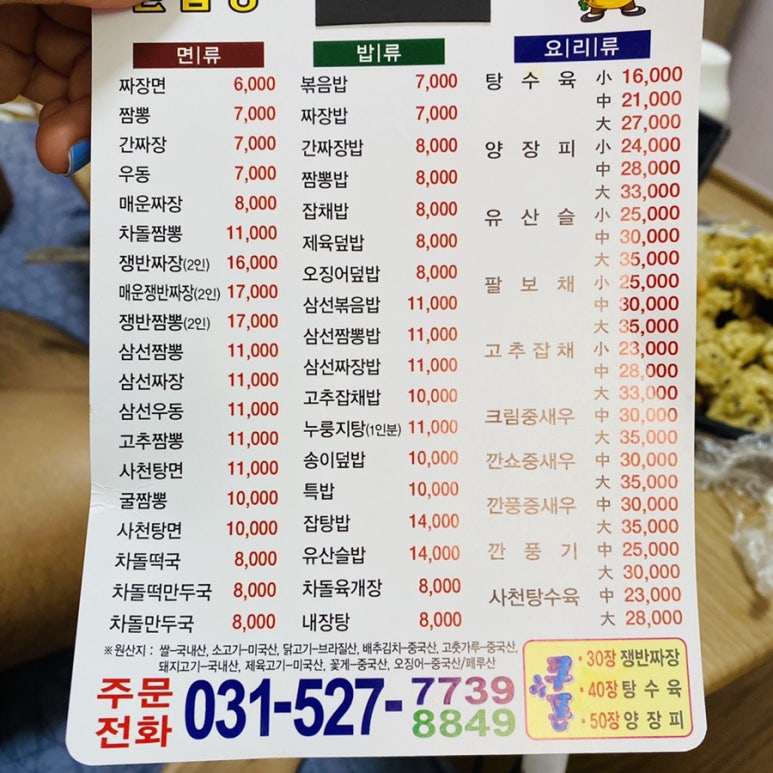 면|류
짜장면 6,000
짬뽕 7,000
간짜장 7,000
우동 7,000
매운짜장 8,000
차돌짬뽕 11,000
쟁반짜장(2인) 16,000
매운쟁반짜장(2인) 17,000
쟁반짬뽕(2인) 17,000
삼선짬뽕 11,000
삼선짜장 11,000
삼선우동 11,000
고추짬뽕 11,000
사천탕면 11,000
굴짬뽕 10,000
사천탕면 10,000
차돌떡국 8,000
차돌떡만두국 8,000
차돌만두국 8,000
밥|류
볶음밥 7,000
짜장밥 7,000
간짜장밥 8,000
짬뽕밥 8,000
잡채밥 8,000
제육덮밥 8,000
오징어덮밥 8,000
삼선볶음밥 11,000
삼선짬뽕밥 11,000
삼선짜장밥 11,000
고추잡채밥 10,000
누룽지탕(1인분) 11,000
송이덮밥 10,000
특밥 10,000
잡탕밥 14,000
유산슬밥 14,000
차돌육개장 8,000
내장탕 8,000
요|리|류
탕수육 小 16,000
中 21,000
大 27,000
양장피 小 24,000
中 28,000
大 33,000
유산슬 小 25,000
中 30,000
大 35,000
팔보채 小 25,000
中 30,000
大 35,000
고추잡채 小 23,000
中 28,000
大 33,000
크림중새우 中 30,000
大 35,000
깐쇼중새우 中 30,000
大 35,000
깐풍중새우 中 30,000
大 35,000
깐풍기 中 25,000
大 30,000
사천탕수육 中 23,000
大 28,000
※원산지 : 쌀-국내산, 소고기-미국산, 닭고기-브라질산, 배추김치-중국산, 고춧가루-중국산,
돼지고기-국내산, 제육고기-미국산, 꽃게-중국산, 오징어-중국산/페루산
주문
전화 031-527-7739
8849
쿠폰
·30장 쟁반짜장
·40장 탕수육
·50장 양장피